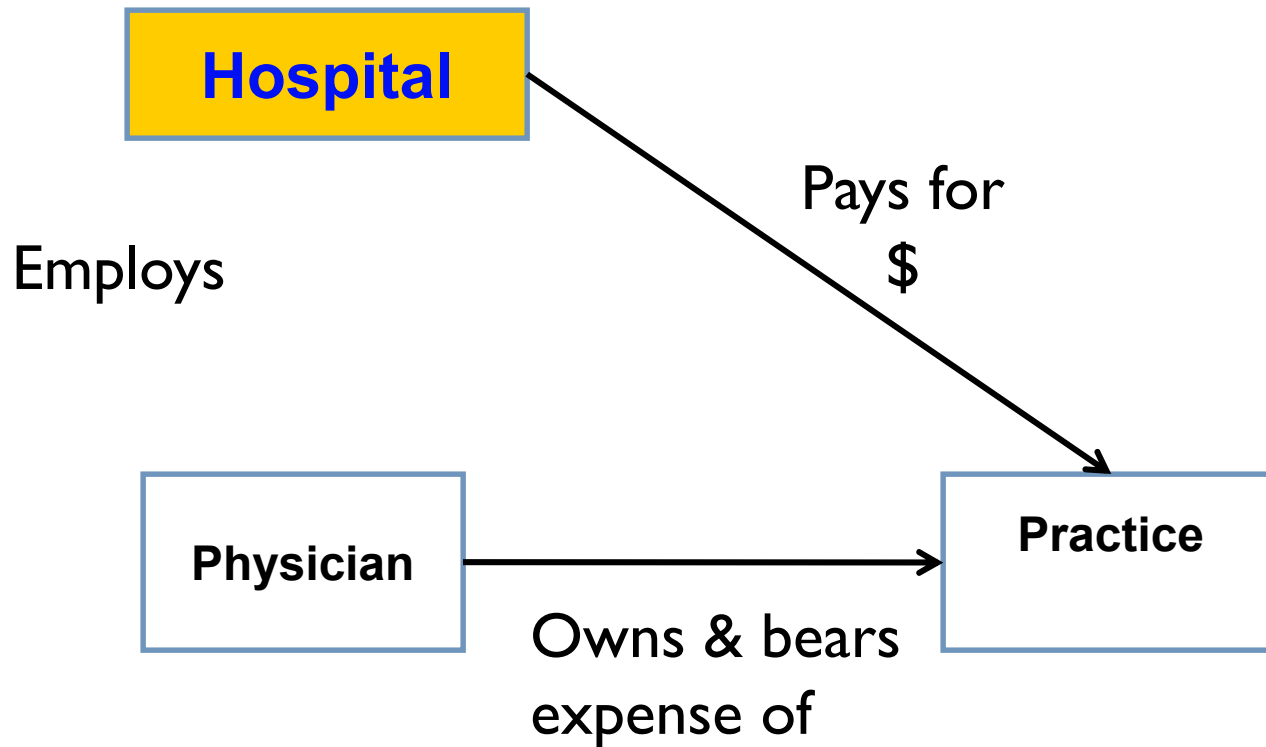 Hospital
Pays for
$
Employs
Physician
Practice
Owns & bears
expense of